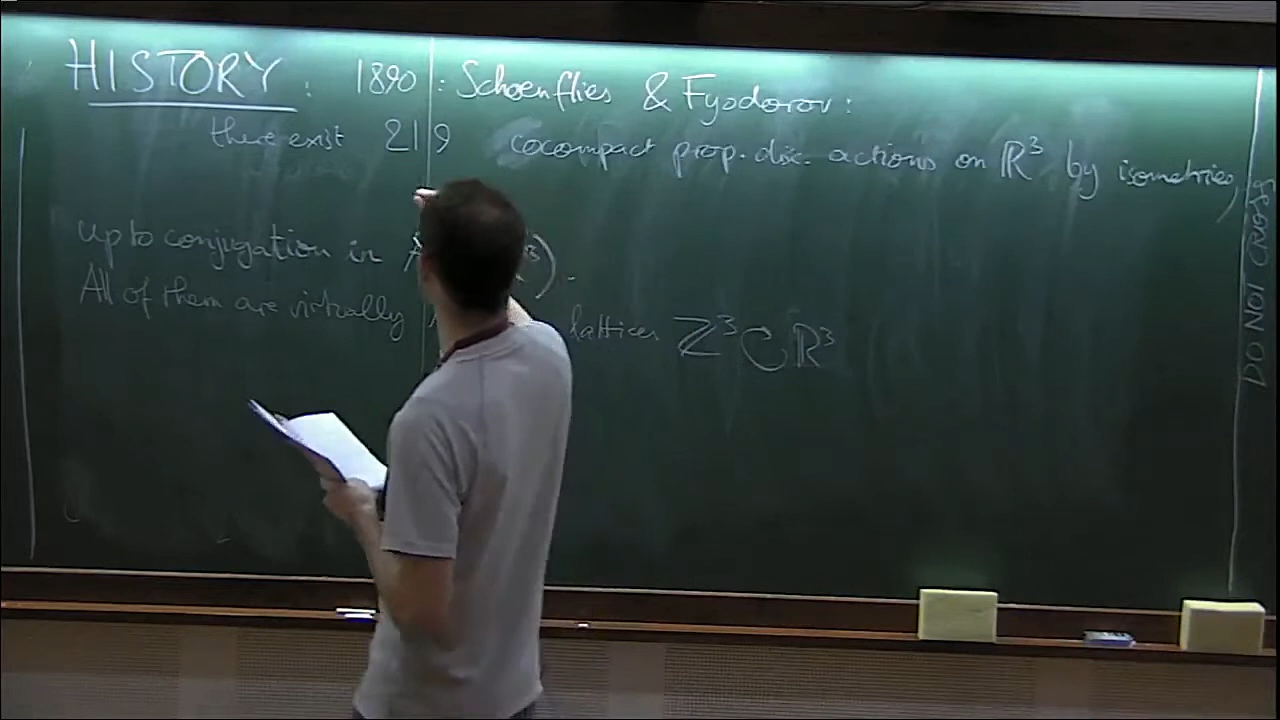 HISTORY : 1890 : Schoenflies & Fyodorov :
there exist 219 cocompact prop. disc. actions on ℝ³ by isometries,
up to conjugation in
All of them are virtually lattices ℤ³ ↻ ℝ³
DO NOT CROSS